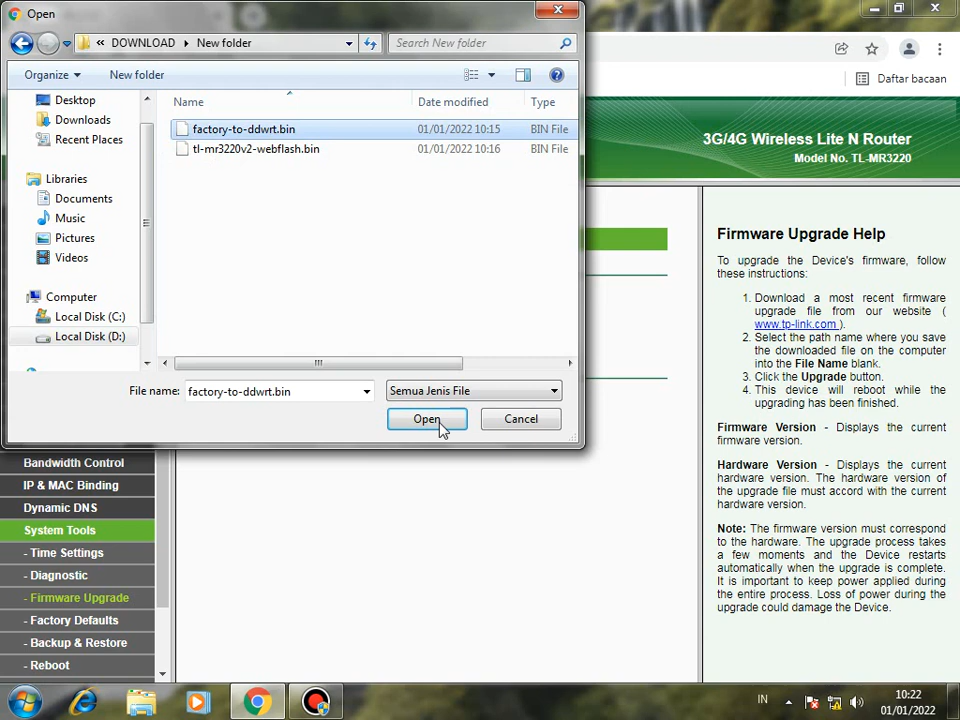 Open
« DOWNLOAD ▸ New folder
Search New folder
Organize
New folder
Name
Date modified
Type
Desktop
Downloads
Recent Places
Libraries
Documents
Music
Pictures
Videos
Computer
Local Disk (C:)
Local Disk (D:)
factory-to-ddwrt.bin 01/01/2022 10:15 BIN File
tl-mr3220v2-webflash.bin 01/01/2022 10:16 BIN File
File name: factory-to-ddwrt.bin
Semua Jenis File
Open
Cancel
Daftar bacaan
3G/4G Wireless Lite N Router
Model No. TL-MR3220
Firmware Upgrade Help
To upgrade the Device's firmware, follow
these instructions:
1. Download a most recent firmware
upgrade file from our website (
www.tp-link.com ).
2. Select the path name where you save
the downloaded file on the computer
into the File Name blank.
3. Click the Upgrade button.
4. This device will reboot while the
upgrading has been finished.
Firmware Version - Displays the current
firmware version.
Hardware Version - Displays the current
hardware version. The hardware version of
the upgrade file must accord with the current
hardware version.
Note: The firmware version must correspond
to the hardware. The upgrade process takes
a few moments and the Device restarts
automatically when the upgrade is complete.
It is important to keep power applied during
the entire process. Loss of power during the
upgrade could damage the Device.
Bandwidth Control
IP & MAC Binding
Dynamic DNS
System Tools
- Time Settings
- Diagnostic
- Firmware Upgrade
- Factory Defaults
- Backup & Restore
- Reboot
IN
10:22
01/01/2022